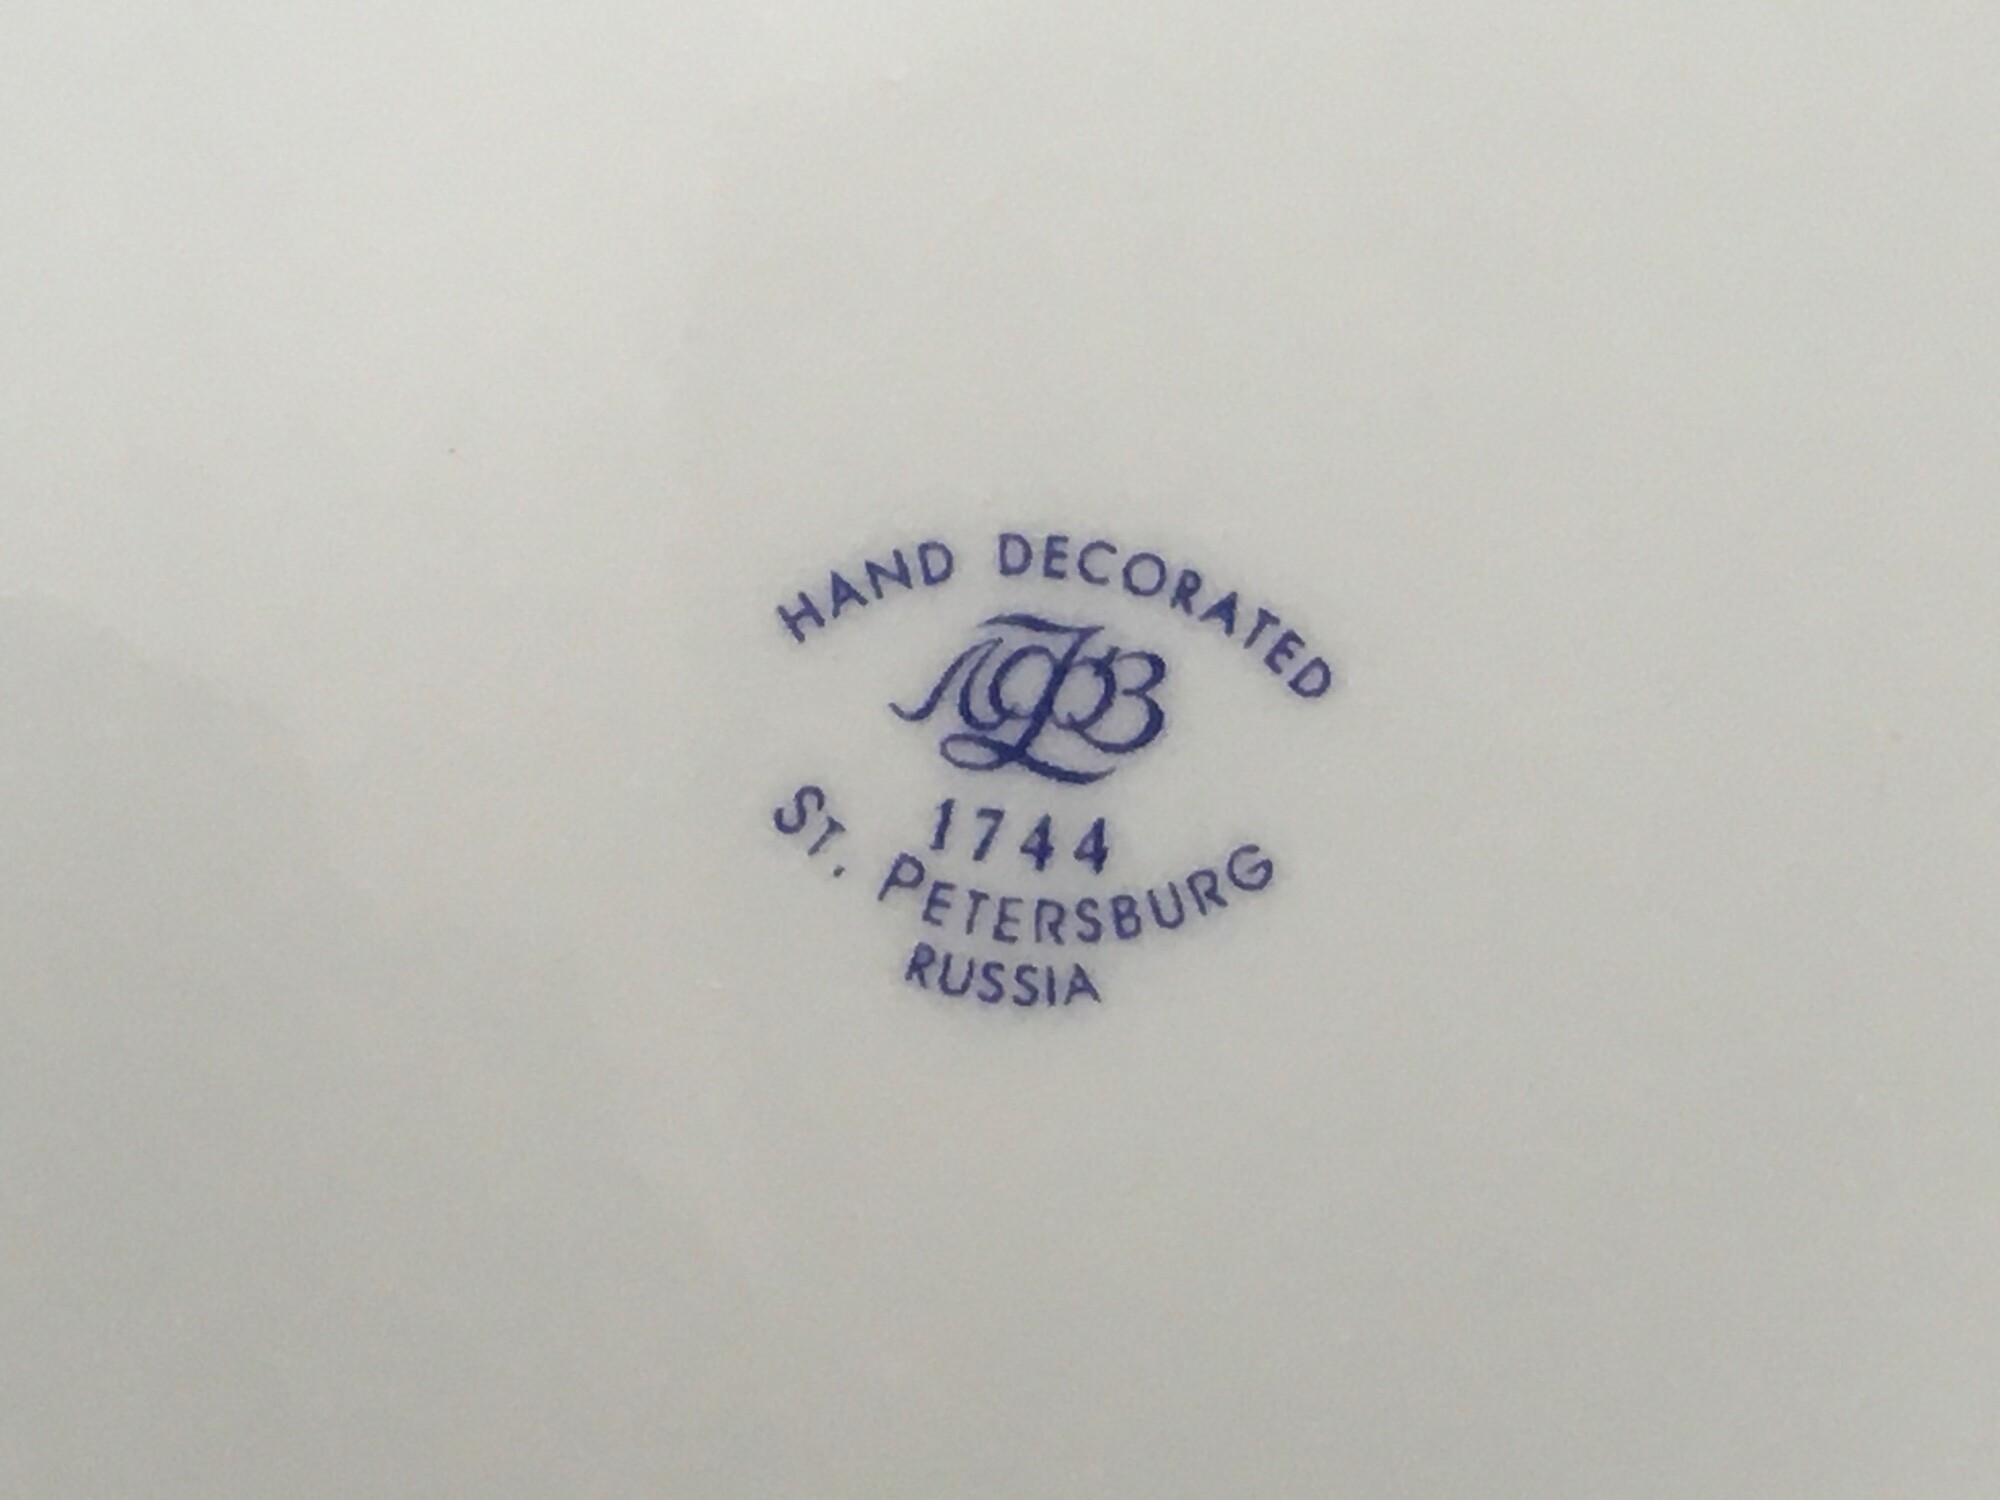 HAND DECORATED
ЛФЗ
1744
ST. PETERSBURG
RUSSIA